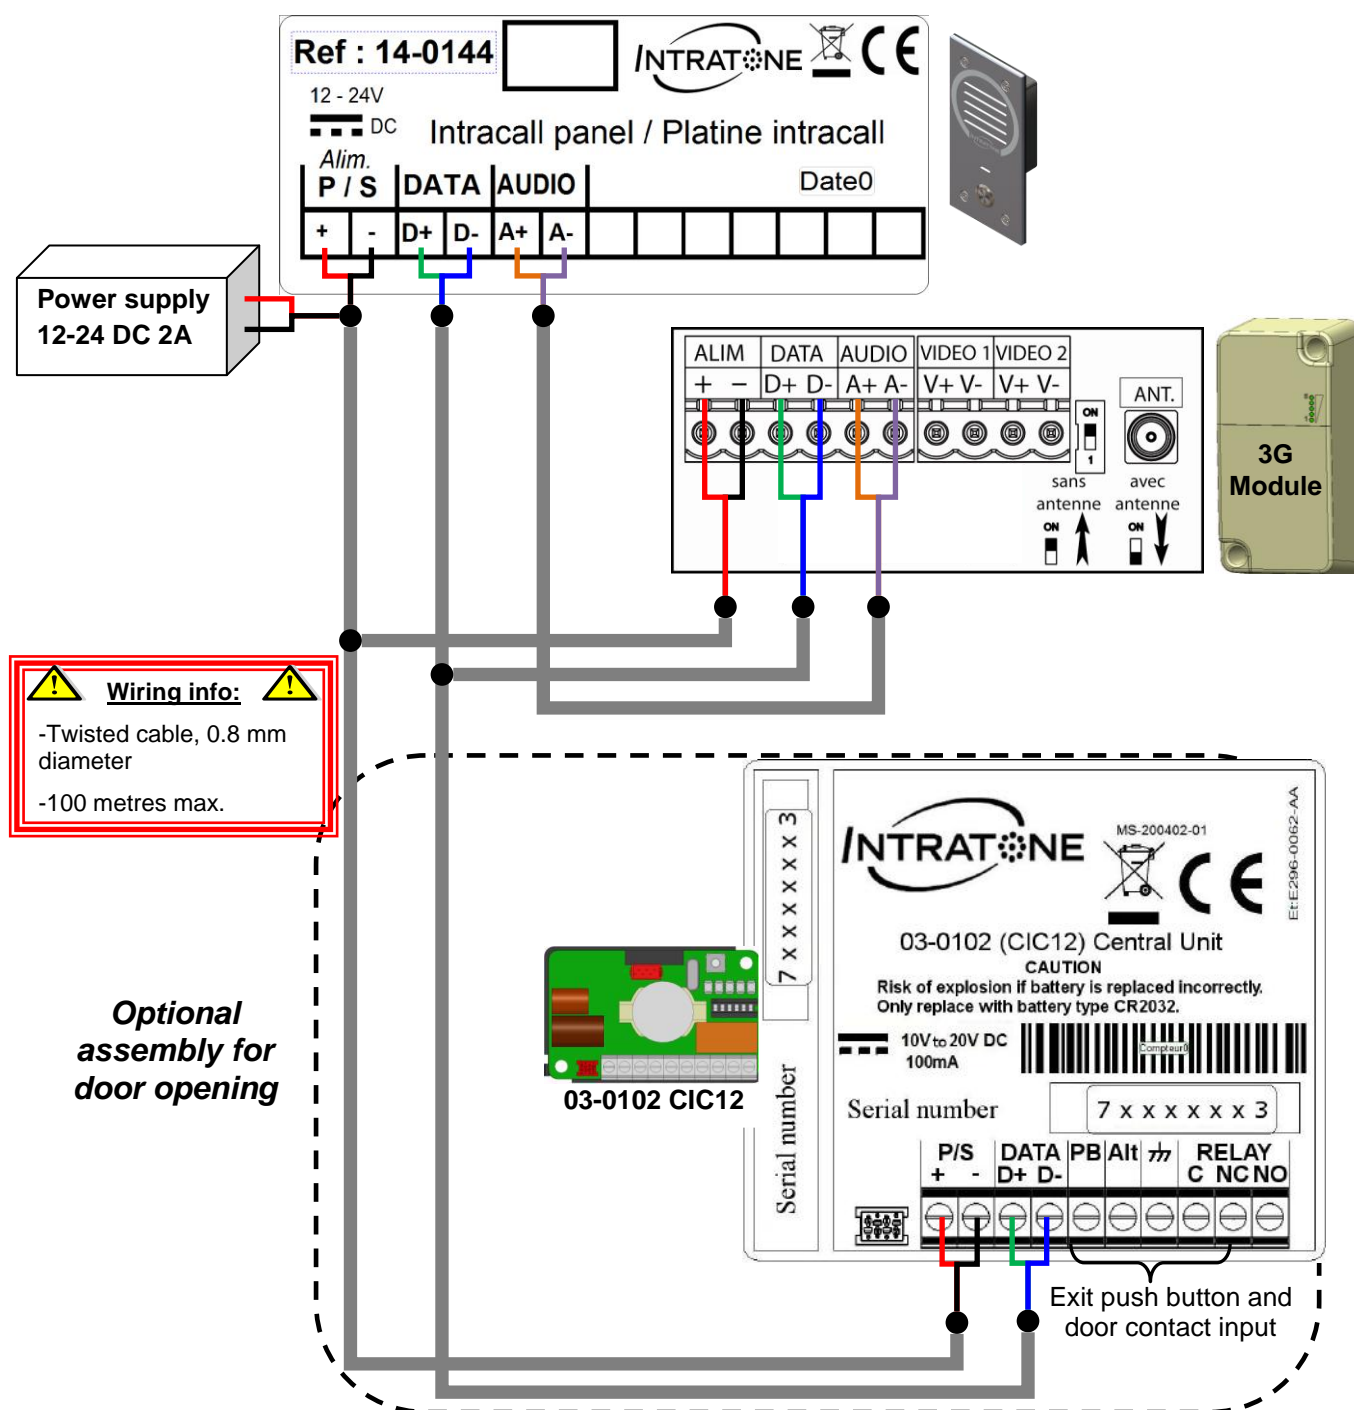 Ref : 14-0144
INTRATONE
CE
12 - 24V
DC
Intracall panel / Platine intracall
Alim.
P / S DATA AUDIO
Date0
+ - D+ D- A+ A-
Power supply
12-24 DC 2A
ALIM DATA AUDIO VIDEO 1 VIDEO 2
+ − D+ D- A+ A- V+ V- V+ V-
ANT.
ON
1
sans
antenne
avec
antenne
ON
ON
3G
Module
Wiring info:
-Twisted cable, 0.8 mm
diameter
-100 metres max.
Optional
assembly for
door opening
03-0102 CIC12
7 x x x x x x 3
Serial number
INTRATONE
MS-200402-01
CE
Et:E296-0062-AA
03-0102 (CIC12) Central Unit
CAUTION
Risk of explosion if battery is replaced incorrectly.
Only replace with battery type CR2032.
10V to 20V DC
100mA
Compteur0
Serial number
7 x x x x x x 3
P/S DATA PB Alt RELAY
+ - D+ D- C NC NO
Exit push button and
door contact input